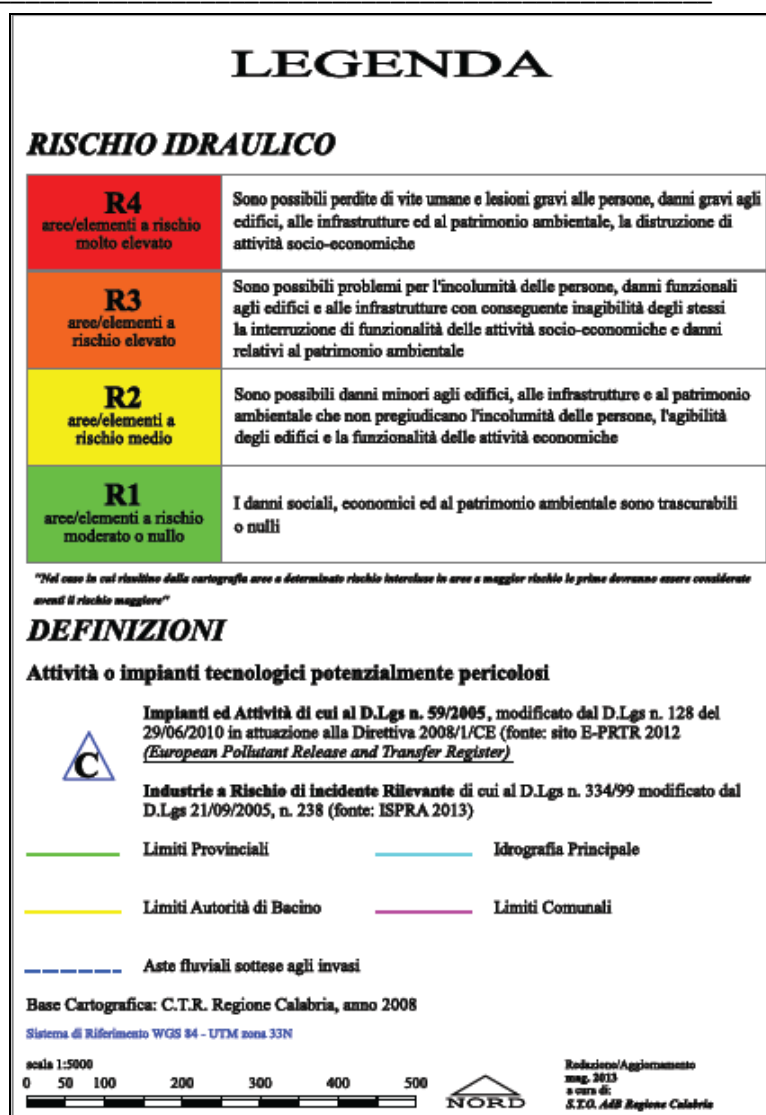 LEGENDA
RISCHIO IDRAULICO
R4
aree/elementi a rischio
molto elevato
Sono possibili perdite di vite umane e lesioni gravi alle persone, danni gravi agli
edifici, alle infrastrutture ed al patrimonio ambientale, la distruzione di
attività socio-economiche
R3
aree/elementi a
rischio elevato
Sono possibili problemi per l'incolumità delle persone, danni funzionali
agli edifici e alle infrastrutture con conseguente inagibilità degli stessi
la interruzione di funzionalità delle attività socio-economiche e danni
relativi al patrimonio ambientale
R2
aree/elementi a
rischio medio
Sono possibili danni minori agli edifici, alle infrastrutture e al patrimonio
ambientale che non pregiudicano l'incolumità delle persone, l'agibilità
degli edifici e la funzionalità delle attività economiche
R1
aree/elementi a rischio
moderato o nullo
I danni sociali, economici ed al patrimonio ambientale sono trascurabili
o nulli
"Nel caso in cui risultino dalla cartografia aree a determinato rischio intercluse in aree a maggior rischio le prime dovranno essere considerate
aventi il rischio maggiore"
DEFINIZIONI
Attività o impianti tecnologici potenzialmente pericolosi
C
Impianti ed Attività di cui al D.Lgs n. 59/2005, modificato dal D.Lgs n. 128 del
29/06/2010 in attuazione alla Direttiva 2008/1/CE (fonte: sito E-PRTR 2012
(European Pollutant Release and Transfer Register)
Industrie a Rischio di incidente Rilevante di cui al D.Lgs n. 334/99 modificato dal
D.Lgs 21/09/2005, n. 238 (fonte: ISPRA 2013)
Limiti Provinciali
Idrografia Principale
Limiti Autorità di Bacino
Limiti Comunali
Aste fluviali sottese agli invasi
Base Cartografica: C.T.R. Regione Calabria, anno 2008
Sistema di Riferimento WGS 84 - UTM zona 33N
scala 1:5000
0 50 100 200 300 400 500
NORD
Redazione/Aggiornamento
mag. 2013
a cura di:
S.T.O. AdB Regione Calabria